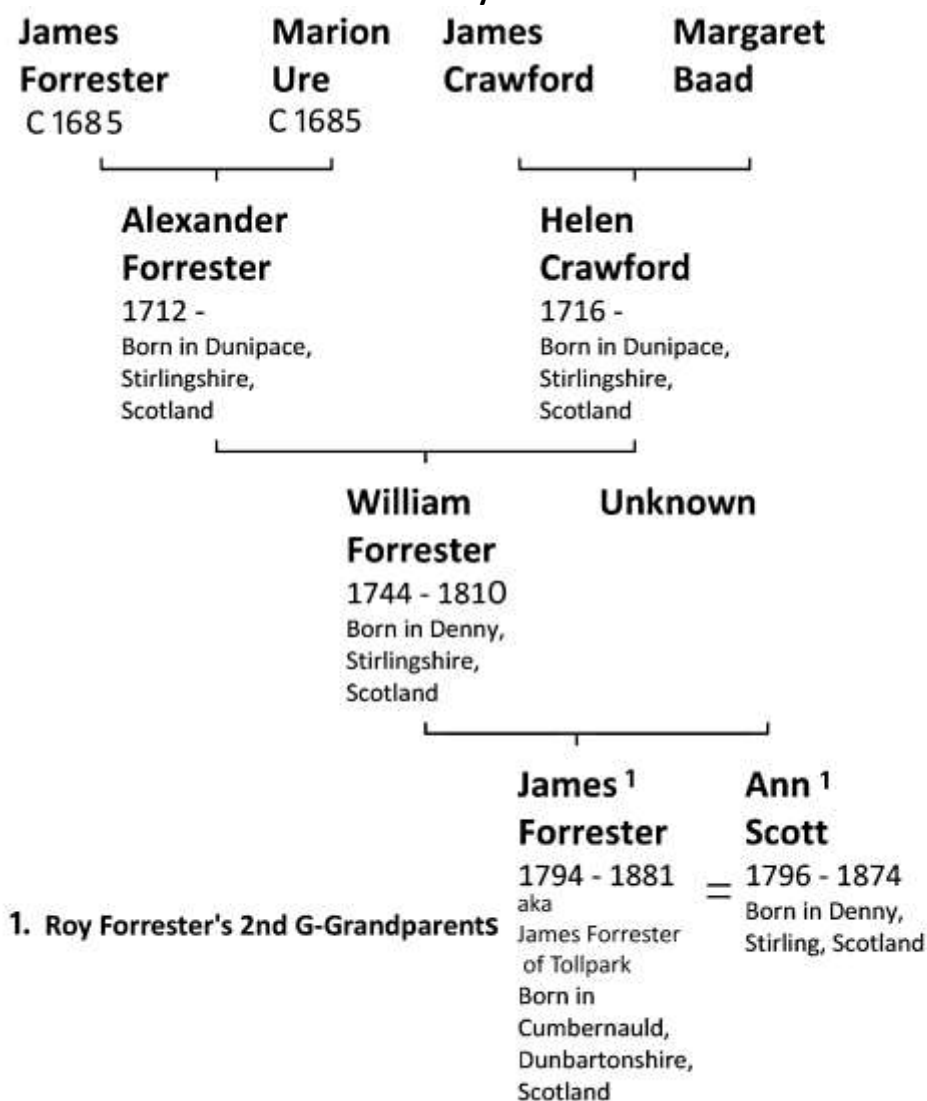 James
Forrester
C 1685
Marion
Ure
C 1685
James
Crawford
Margaret
Baad
Alexander
Forrester
1712 -
Born in Dunipace,
Stirlingshire,
Scotland
Helen
Crawford
1716 -
Born in Dunipace,
Stirlingshire,
Scotland
William
Forrester
1744 - 1810
Born in Denny,
Stirlingshire,
Scotland
Unknown
James 1
Forrester
1794 - 1881
aka
James Forrester
of Tollpark
Born in
Cumbernauld,
Dunbartonshire,
Scotland
=
Ann 1
Scott
1796 - 1874
Born in Denny,
Stirling, Scotland
1. Roy Forrester's 2nd G-Grandparents